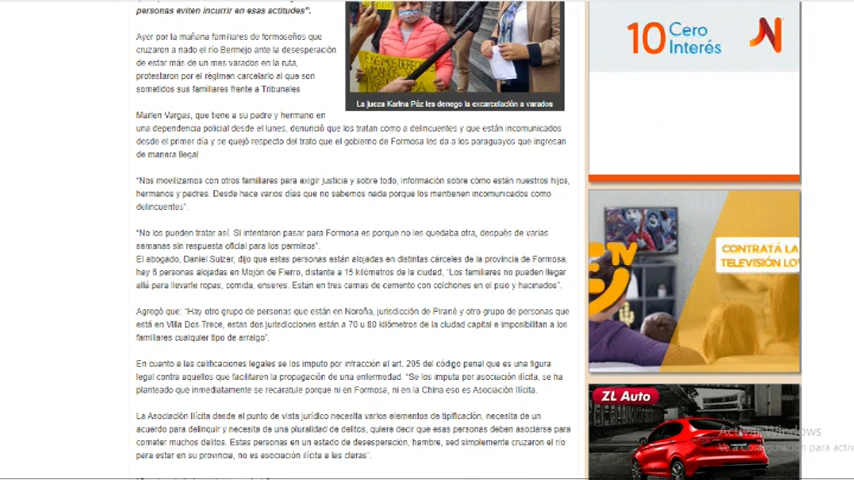 personas eviten incurrir en esas actitudes".
Ayer por la mañana familiares de formoseños que
cruzaron a nado el río Bermejo ante la desesperación
de estar más de un mes varados en la ruta,
protestaron por el régimen carcelario al que son
sometidos sus familiares frente a Tribunales
La jueza Karina Páz les denegó la excarcelación a varados
Marlen Vargas, que tiene a su padre y hermano en
una dependencia policial desde el lunes, denunció que los tratan como a delincuentes y que están incomunicados
desde el primer día y se quejó respecto del trato que el gobierno de Formosa les da a los paraguayos que ingresan
de manera ilegal
"Nos movilizamos con otros familiares para exigir justicia y sobre todo, información sobre cómo están nuestros hijos,
hermanos y padres. Desde hace varios días que no sabemos nada porque los mantienen incomunicados como
delincuentes".
"No los pueden tratar así. Si intentaron pasar para Formosa es porque no les quedaba otra, después de varias
semanas sin respuesta oficial para los permisos".
El abogado, Daniel Suizer, dijo que estas personas están alojadas en distintas cárceles de la provincia de Formosa,
hay 8 personas alojadas en Mojón de Fierro, distante a 15 kilómetros de la ciudad, "Los familiares no pueden llegar
allá para llevarle ropas, comida, enseres. Están en tres camas de cemento con colchones en el piso y hacinados".
Agregó que: "Hay otro grupo de personas que están en Noroña, jurisdicción de Pirané y otro grupo de personas que
está en Villa Dos Trece, estas dos jurisdicciones están a 70 u 80 kilómetros de la ciudad capital e imposibilitan a los
familiares cualquier tipo de arraigo".
En cuanto a las calificaciones legales se los imputo por infracción el art. 205 del código penal que es una figura
legal contra aquellos que facilitaren la propagación de una enfermedad. "Se los imputa por asociación ilícita, se ha
planteado que inmediatamente se recaratule porque ni en Formosa, ni en la China eso es Asociación Ilícita.
La Asociación Ilícita desde el punto de vista jurídico necesita varios elementos de tipificación, necesita de un
acuerdo para delinquir y necesita de una pluralidad de delitos, quiere decir que esas personas deben asociarse para
cometer muchos delitos. Estas personas en un estado de desesperación, hambre, sed simplemente cruzaron el río
para estar en su provincia, no es asociación ilícita a las claras".
10 Cero
Interés
N
TV
CONTRATÁ LA
TELEVISIÓN LO
ZL Auto
Activar Windows
Ve a Configuración para activ